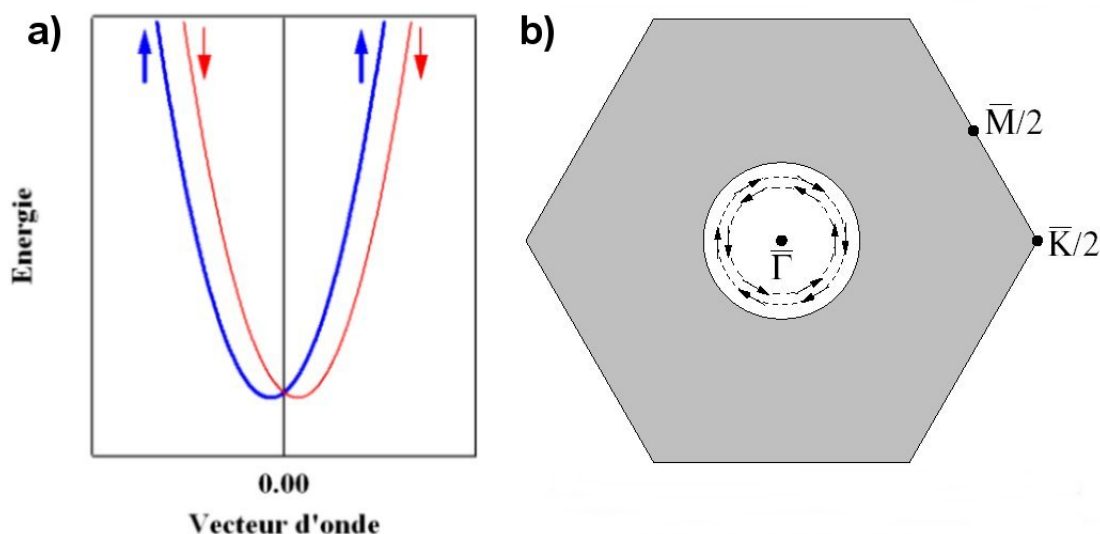 a)
Energie
0.00
Vecteur d'onde
b)
M̅/2
K̅/2
Γ̅